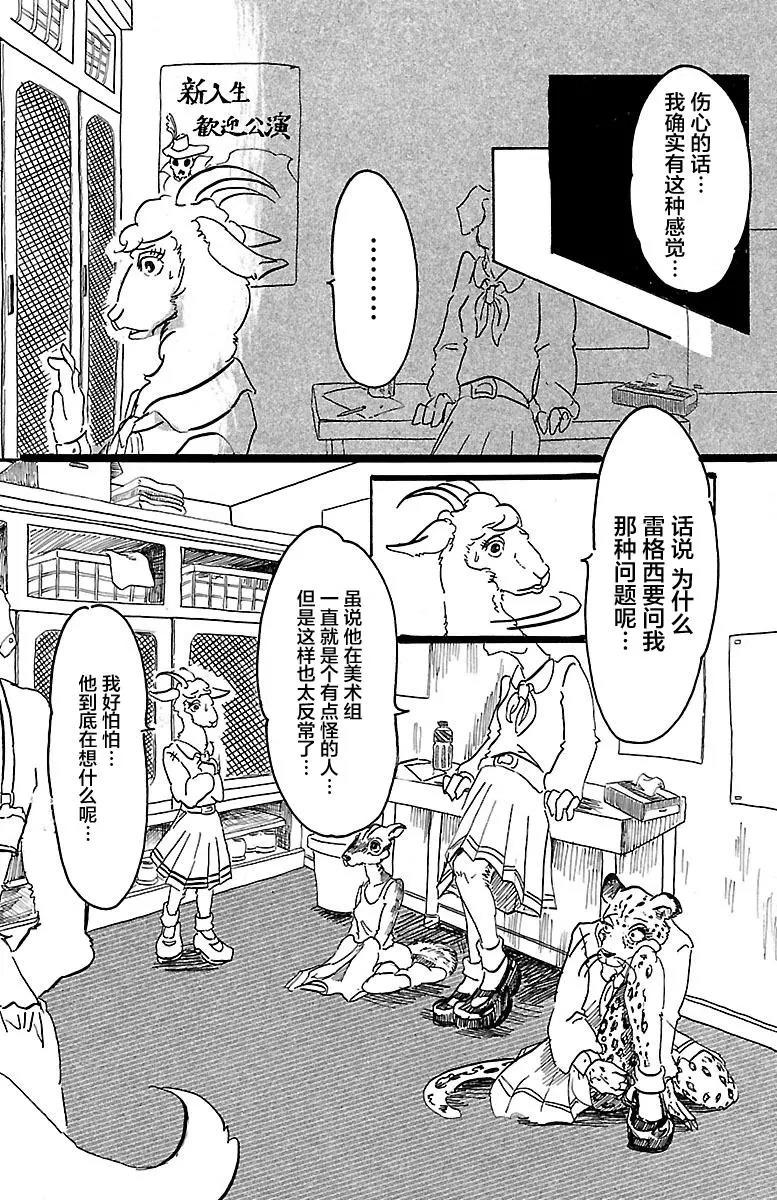 伤心的话…
我确实有这种感觉…
………
新入生
歓迎公演
话说 为什么
雷格西要问我
那种问题呢…
虽说他在美术组
一直就是个有点怪的人…
但是这样也太反常了…
我好怕怕…
他到底在想什么呢…